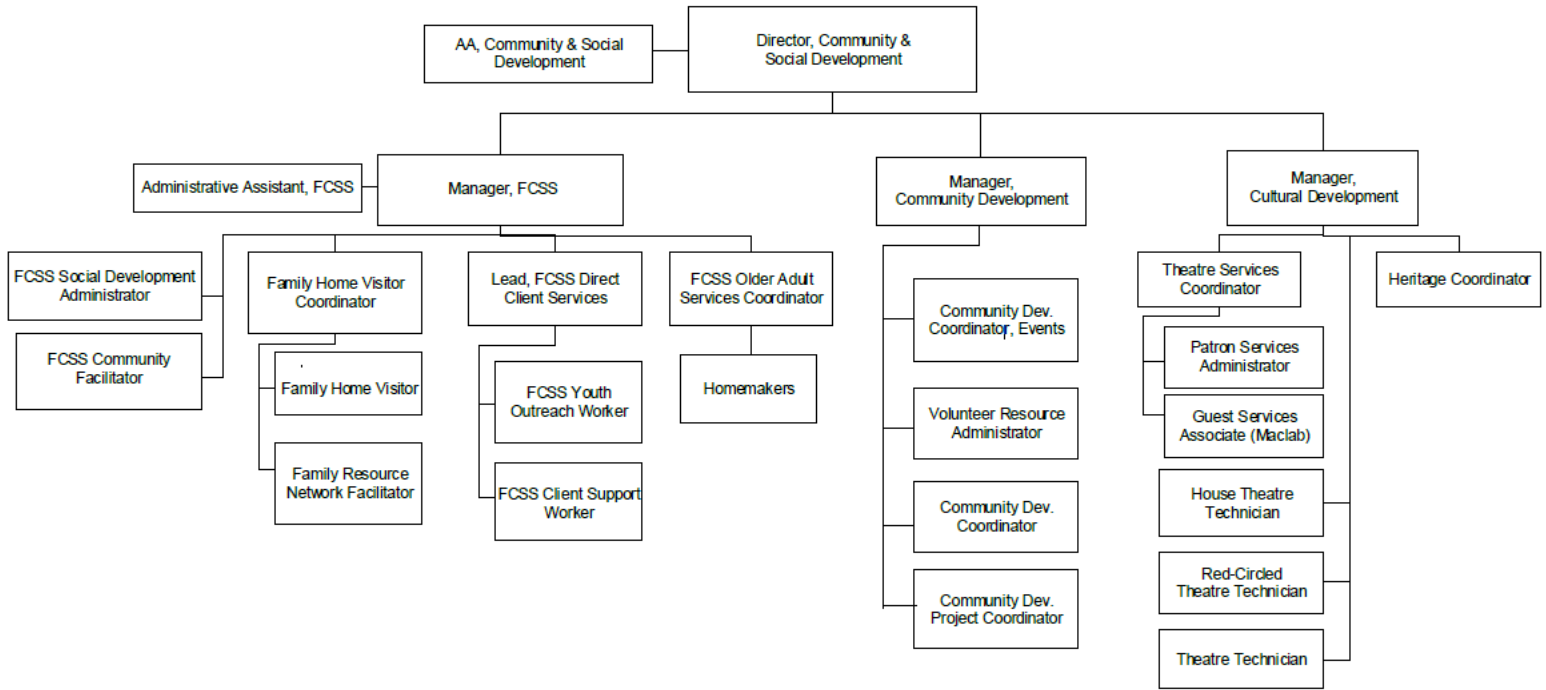 AA, Community & Social
Development
Director, Community &
Social Development
Administrative Assistant, FCSS
Manager, FCSS
Manager,
Community Development
Manager,
Cultural Development
FCSS Social Development
Administrator
FCSS Community
Facilitator
Family Home Visitor
Coordinator
Family Home Visitor
Family Resource
Network Facilitator
Lead, FCSS Direct
Client Services
FCSS Youth
Outreach Worker
FCSS Client Support
Worker
FCSS Older Adult
Services Coordinator
Homemakers
Community Dev.
Coordinator, Events
Volunteer Resource
Administrator
Community Dev.
Coordinator
Community Dev.
Project Coordinator
Theatre Services
Coordinator
Patron Services
Administrator
Guest Services
Associate (Maclab)
House Theatre
Technician
Red-Circled
Theatre Technician
Theatre Technician
Heritage Coordinator